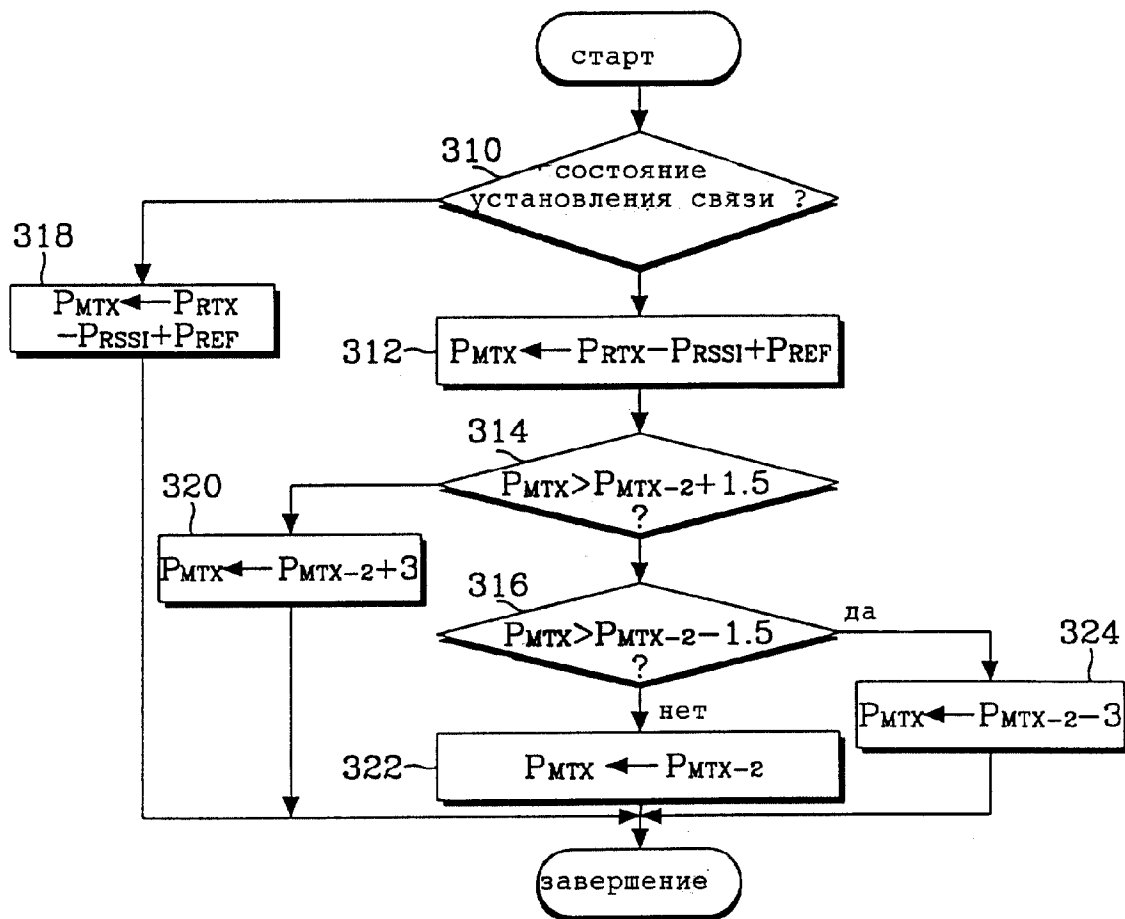 старт
310
состояние
установления связи ?
318
PMTX ← PRTX
−PRSSI+PREF
312
PMTX ← PRTX−PRSSI+PREF
314
PMTX>PMTX−2+1.5
?
320
PMTX ← PMTX−2+3
316
PMTX>PMTX−2−1.5
?
да
324
PMTX ← PMTX−2−3
нет
322
PMTX ← PMTX−2
завершение